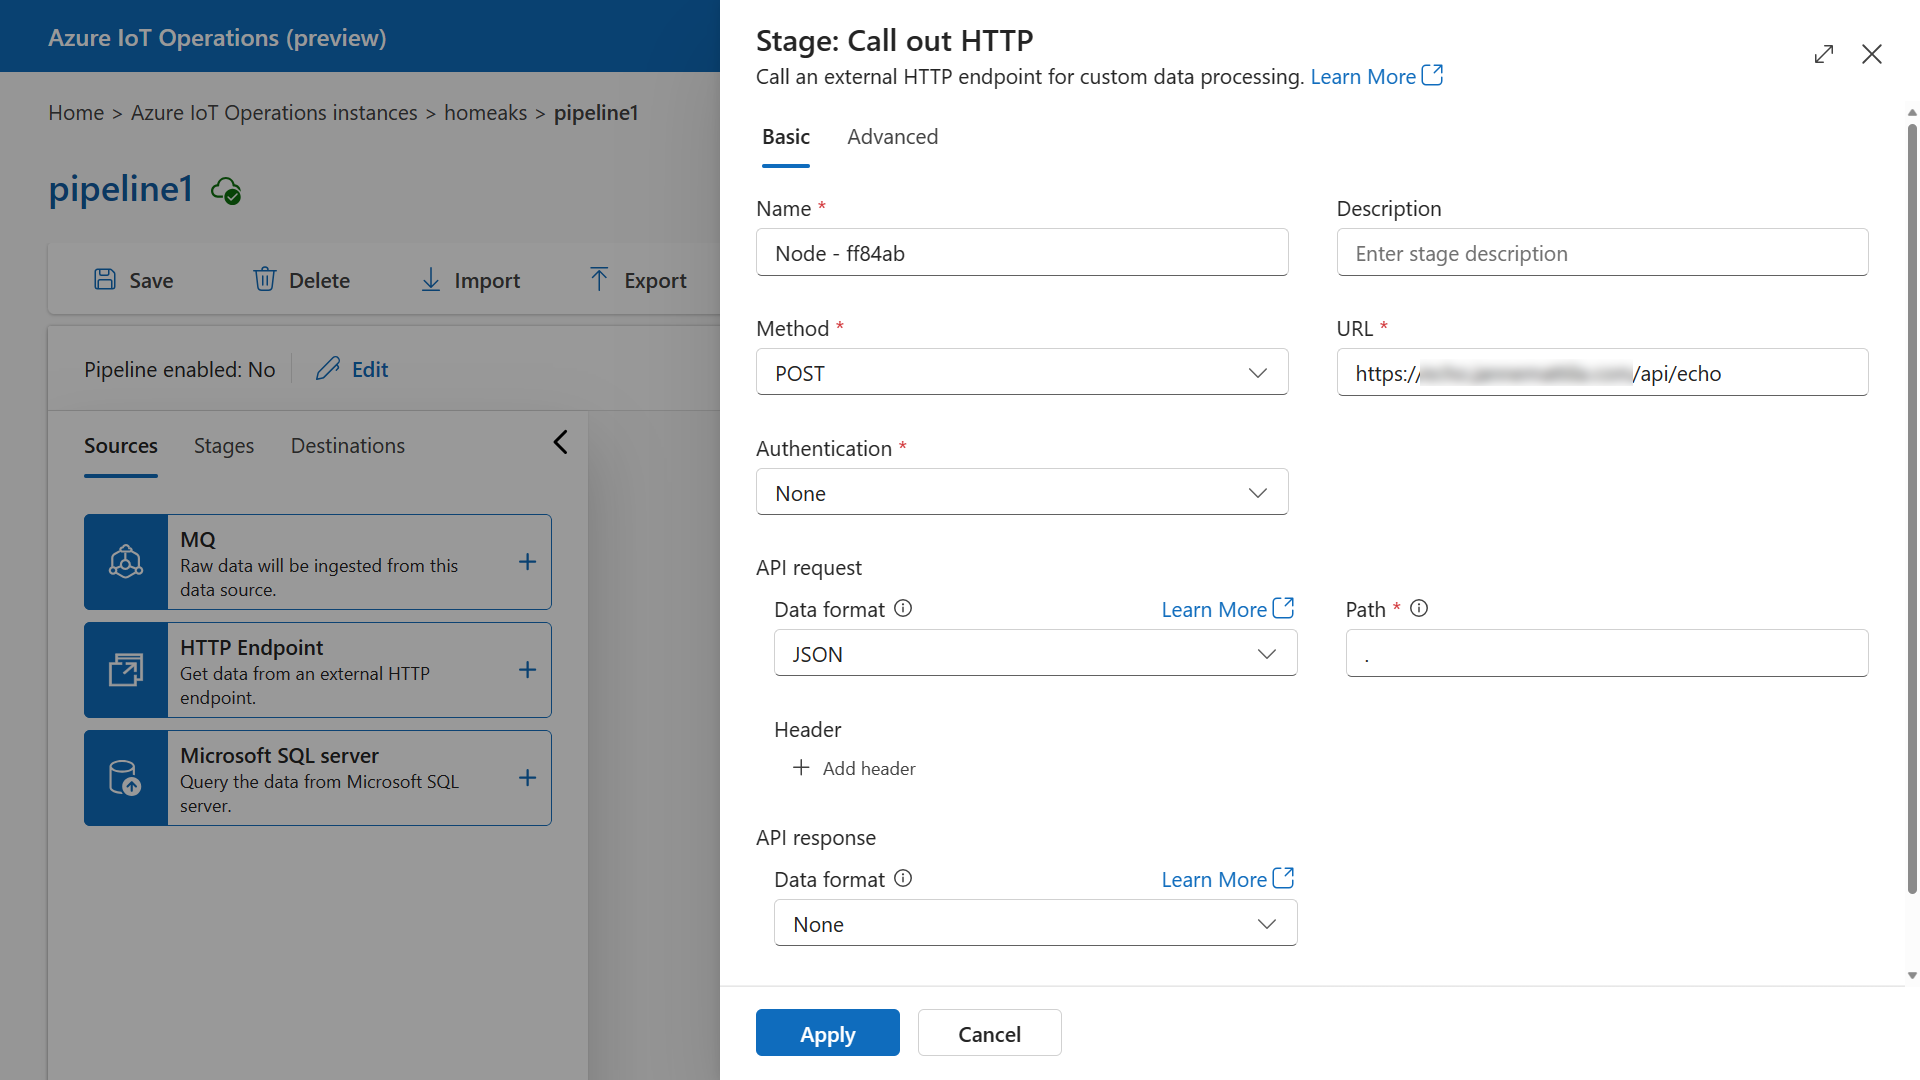 Azure IoT Operations (preview)
Home > Azure IoT Operations instances > homeaks > pipeline1
pipeline1
Save Delete Import Export
Pipeline enabled: No Edit
Sources Stages Destinations
MQ
Raw data will be ingested from this
data source.
HTTP Endpoint
Get data from an external HTTP
endpoint.
Microsoft SQL server
Query the data from Microsoft SQL
server.
Stage: Call out HTTP
Call an external HTTP endpoint for custom data processing. Learn More
Basic Advanced
Name * Description
Node - ff84ab Enter stage description
Method * URL *
POST https:// /api/echo
Authentication *
None
API request
Data format Learn More Path *
JSON .
Header
Add header
API response
Data format Learn More
None
Apply Cancel